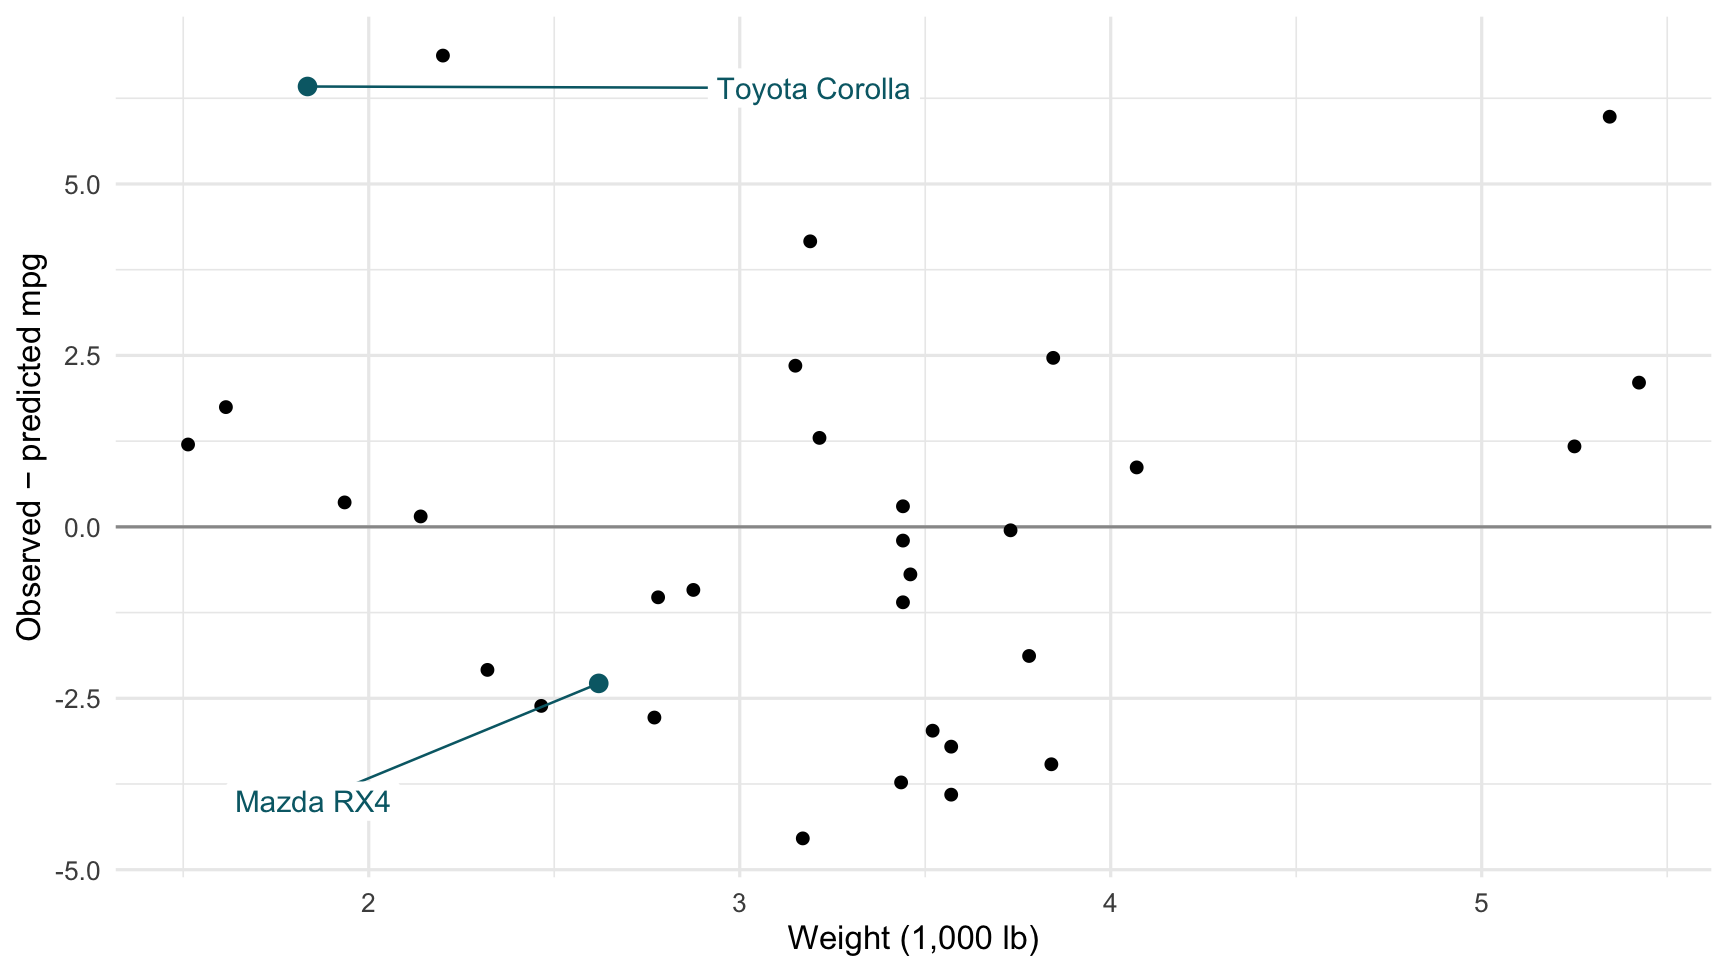 Toyota Corolla
Mazda RX4
5.0
2.5
0.0
-2.5
-5.0
2
3
4
5
Weight (1,000 lb)
Observed − predicted mpg